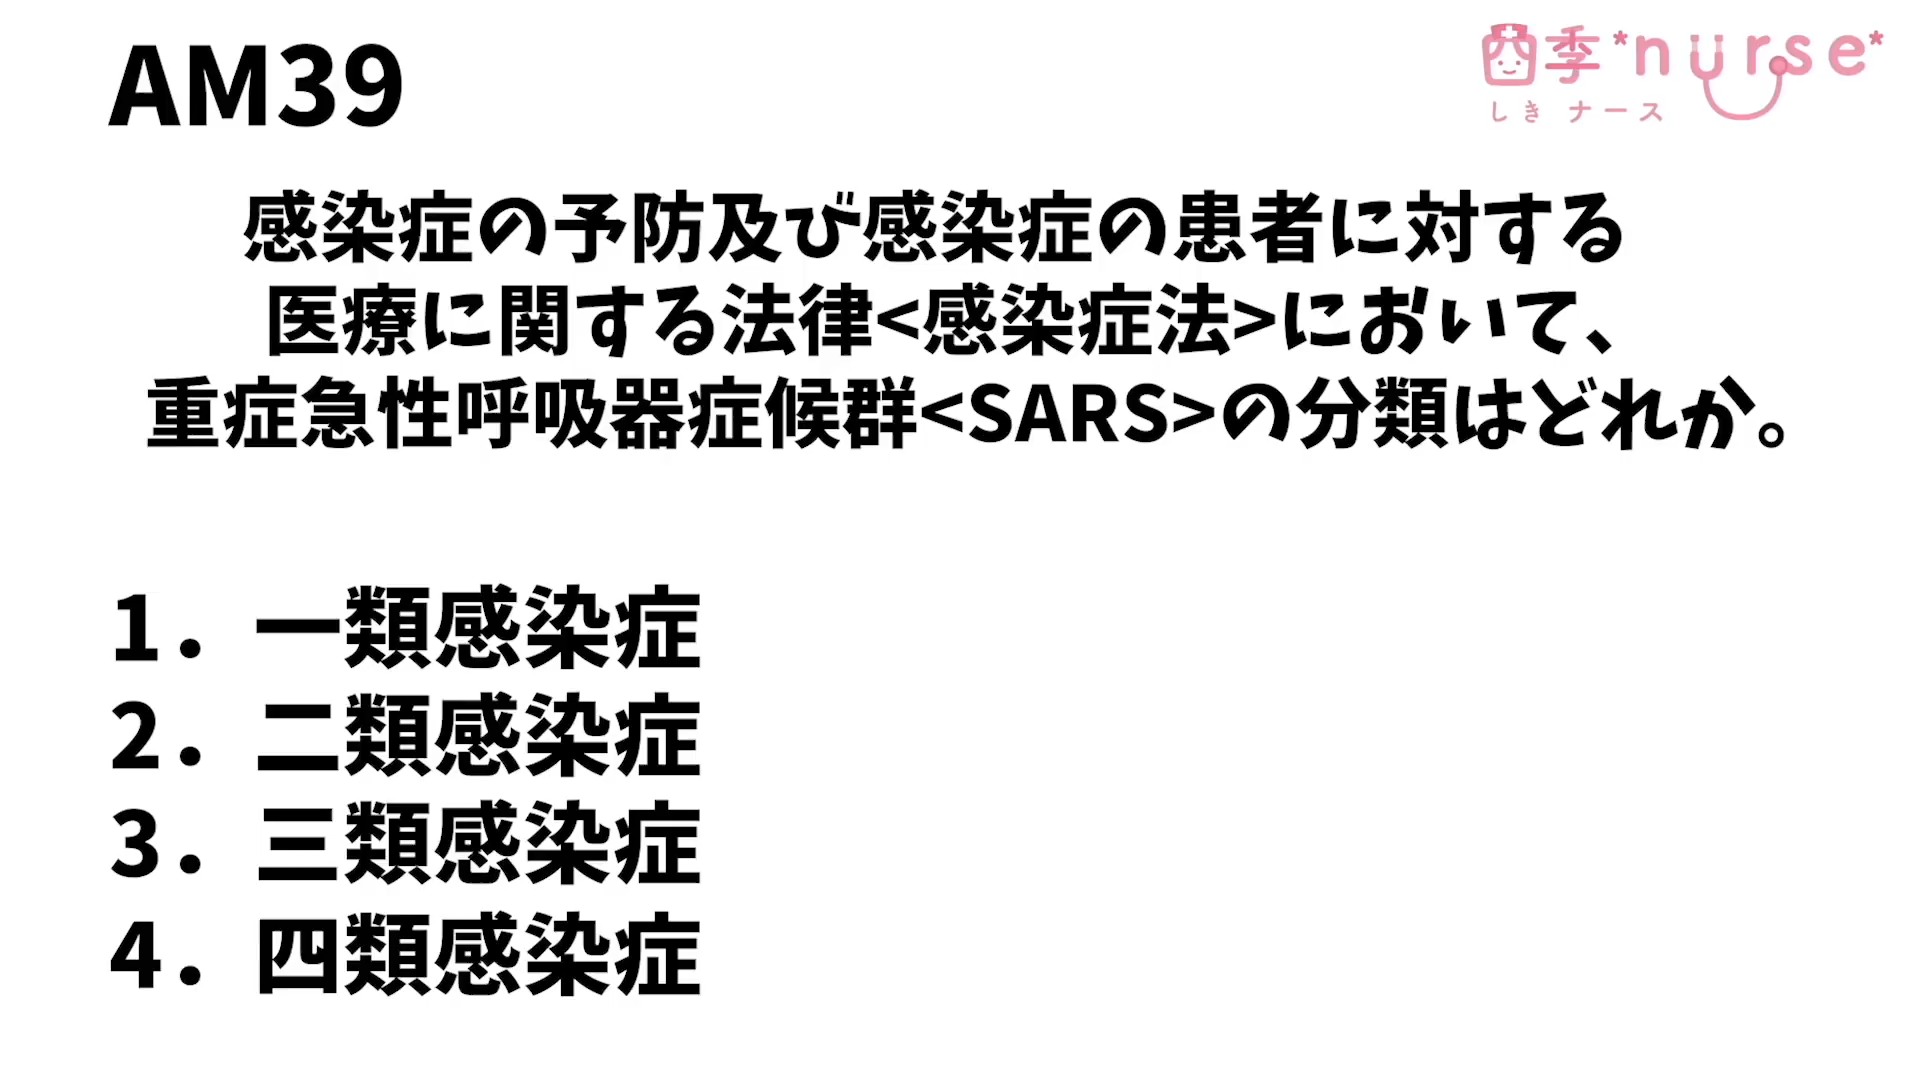 AM39
四季*nurse*
しきナース
感染症の予防及び感染症の患者に対する
医療に関する法律<感染症法>において、
重症急性呼吸器症候群<SARS>の分類はどれか。
1．一類感染症
2．二類感染症
3．三類感染症
4．四類感染症